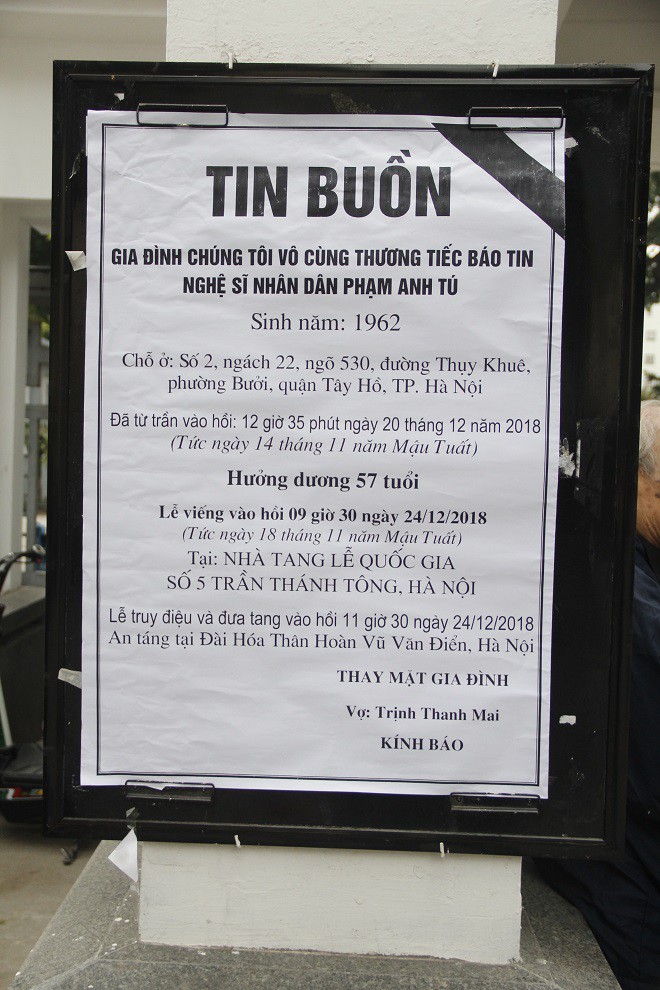 TIN BUỒN
GIA ĐÌNH CHÚNG TÔI VÔ CÙNG THƯƠNG TIẾC BÁO TIN
NGHỆ SĨ NHÂN DÂN PHẠM ANH TÚ
Sinh năm: 1962
Chỗ ở: Số 2, ngách 22, ngõ 530, đường Thụy Khuê,
phường Bưởi, quận Tây Hồ, TP. Hà Nội
Đã từ trần vào hồi: 12 giờ 35 phút ngày 20 tháng 12 năm 2018
(Tức ngày 14 tháng 11 năm Mậu Tuất)
Hưởng dương 57 tuổi
Lễ viếng vào hồi 09 giờ 30 ngày 24/12/2018
(Tức ngày 18 tháng 11 năm Mậu Tuất)
Tại: NHÀ TANG LỄ QUỐC GIA
SỐ 5 TRẦN THÁNH TÔNG, HÀ NỘI
Lễ truy điệu và đưa tang vào hồi 11 giờ 30 ngày 24/12/2018
An táng tại Đài Hóa Thân Hoàn Vũ Văn Điển, Hà Nội
THAY MẶT GIA ĐÌNH
Vợ: Trịnh Thanh Mai
KÍNH BÁO